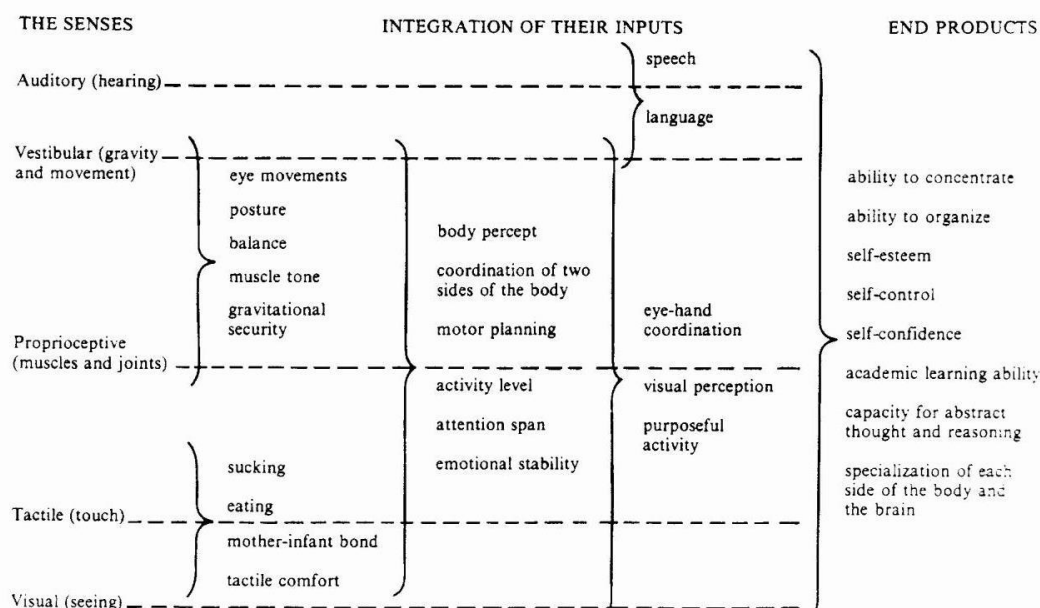 THE SENSES
INTEGRATION OF THEIR INPUTS
END PRODUCTS
Auditory (hearing)
Vestibular (gravity
and movement)
Proprioceptive
(muscles and joints)
Tactile (touch)
Visual (seeing)
eye movements
posture
balance
muscle tone
gravitational
security
sucking
eating
mother-infant bond
tactile comfort
body percept
coordination of two
sides of the body
motor planning
activity level
attention span
emotional stability
speech
language
eye-hand
coordination
visual perception
purposeful
activity
ability to concentrate
ability to organize
self-esteem
self-control
self-confidence
academic learning ability
capacity for abstract
thought and reasoning
specialization of each
side of the body and
the brain